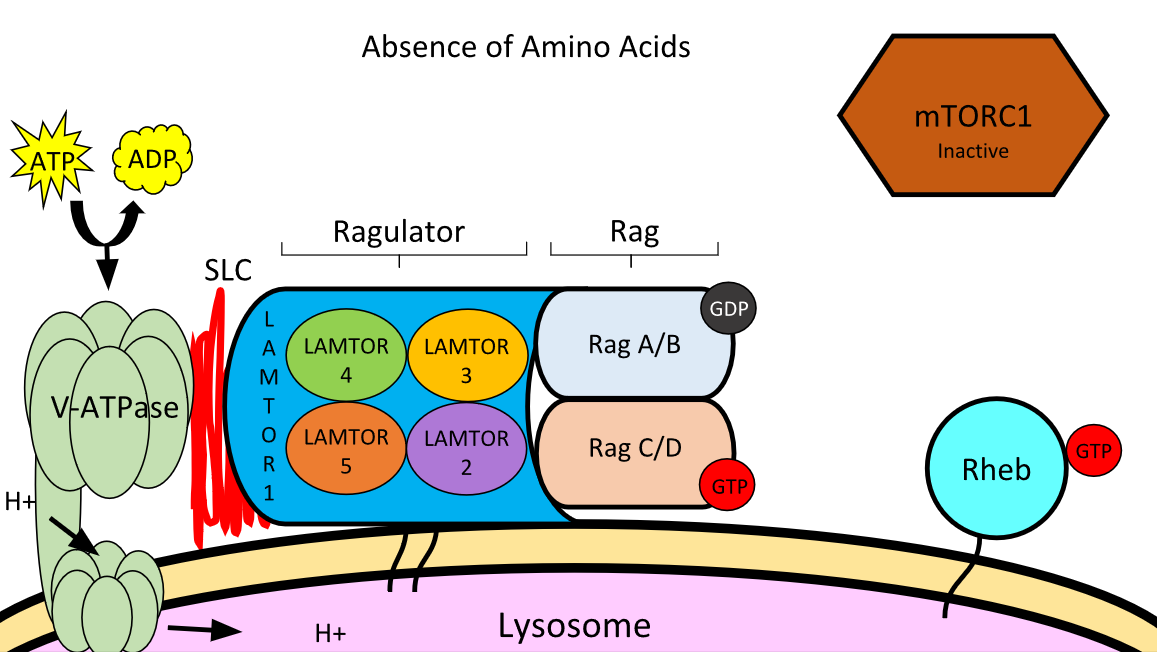 Absence of Amino Acids
mTORC1
Inactive
ATP
ADP
Ragulator
Rag
SLC
LAMTOR1
LAMTOR
4
LAMTOR
3
LAMTOR
5
LAMTOR
2
Rag A/B
GDP
Rag C/D
GTP
V-ATPase
Rheb
GTP
H+
H+
Lysosome